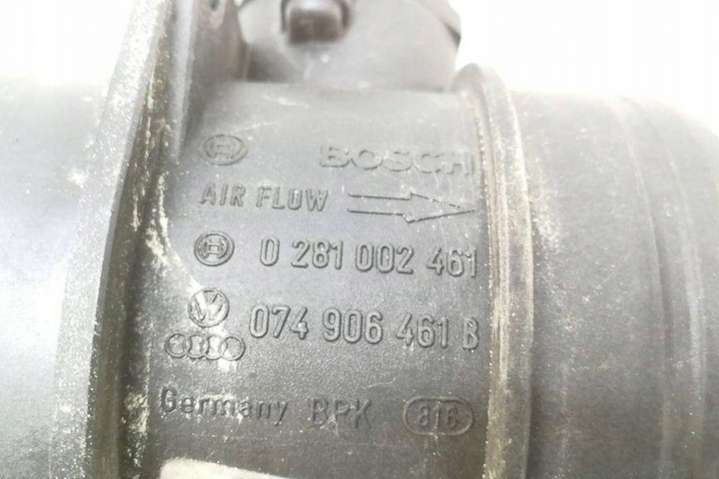 BOSCH
AIR FLOW
0 281 002 461
074 906 461 B
Germany BPK 816